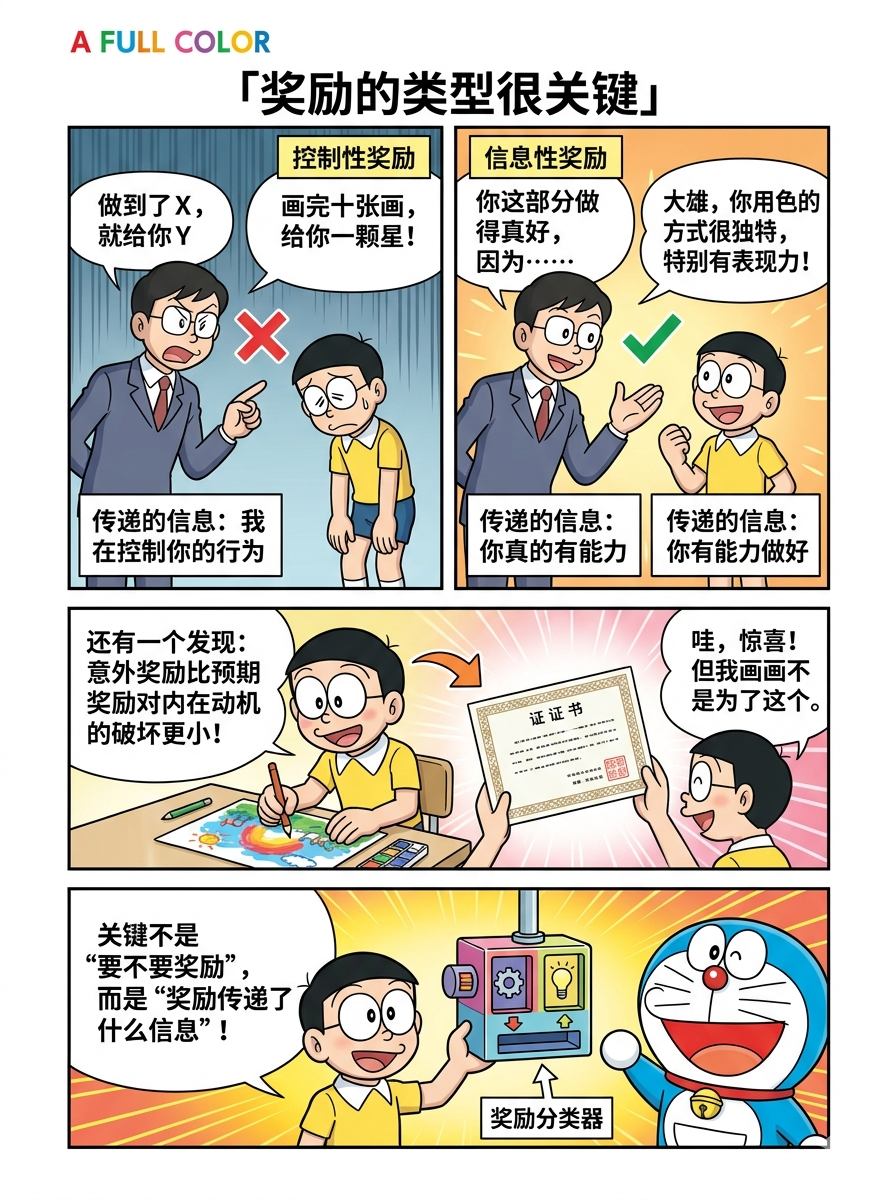 A FULL COLOR
「奖励的类型很关键」
控制性奖励
做到了 X，
就给你 Y
画完十张画，
给你一颗星！
传递的信息：我
在控制你的行为
信息性奖励
你这部分做
得真好，
因为……
大雄，你用色的
方式很独特，
特别有表现力！
传递的信息：
你真的有能力
传递的信息：
你有能力做好
还有一个发现：
意外奖励比预期
奖励对内在动机
的破坏更小！
证证书
哇，惊喜！
但我画画不
是为了这个。
关键不是
“要不要奖励”，
而是“奖励传递了
什么信息”！
奖励分类器